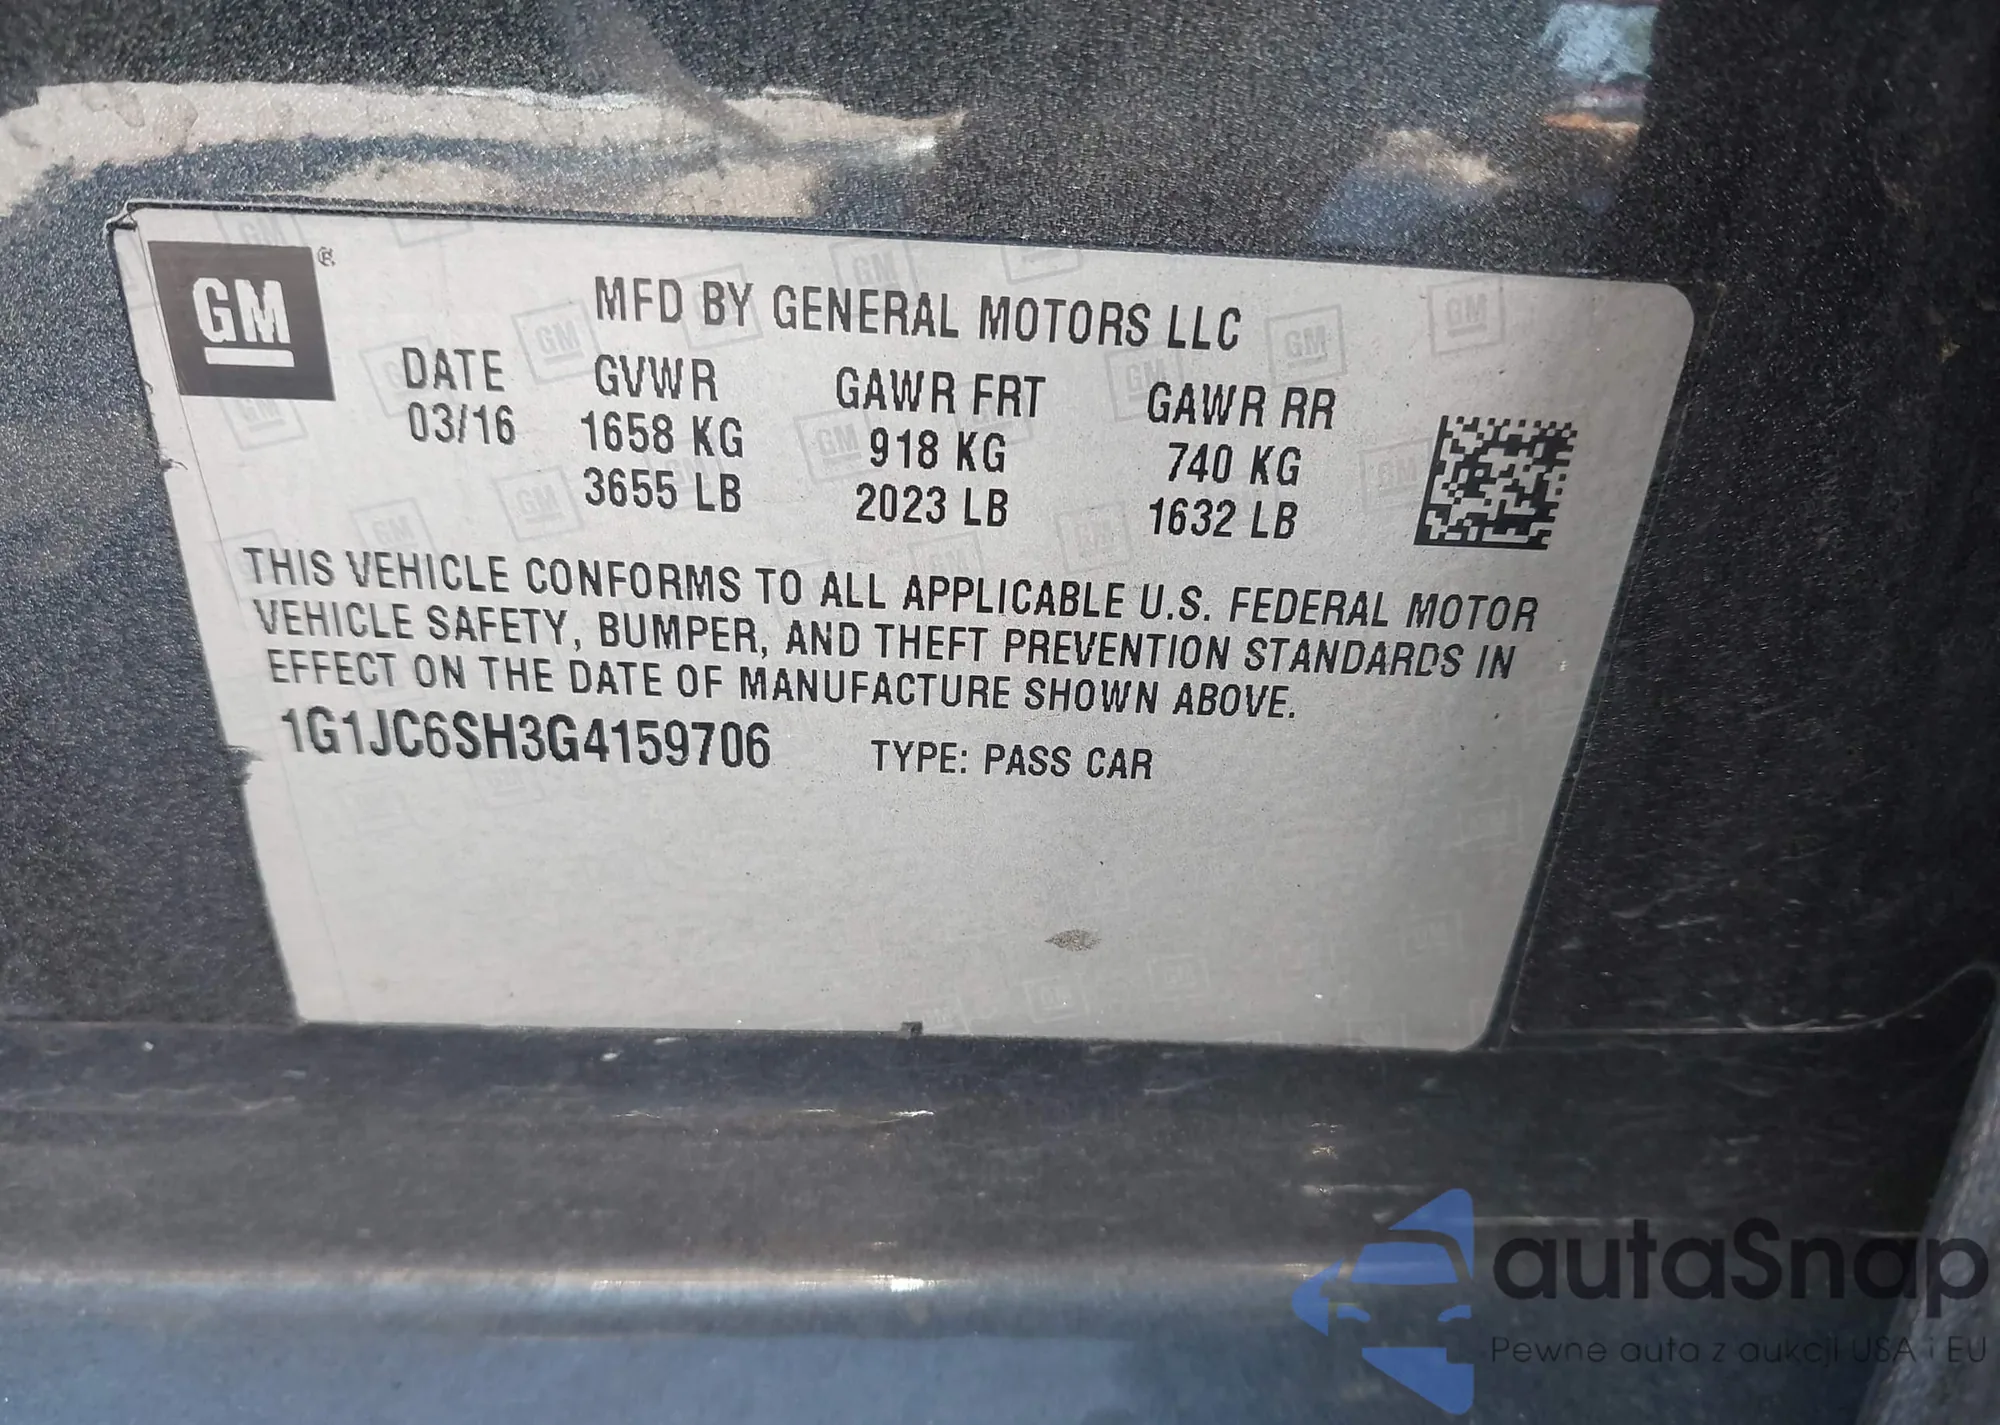 GM ®
MFD BY GENERAL MOTORS LLC
DATE GVWR GAWR FRT GAWR RR
03/16 1658 KG 918 KG 740 KG
3655 LB 2023 LB 1632 LB
THIS VEHICLE CONFORMS TO ALL APPLICABLE U.S. FEDERAL MOTOR
VEHICLE SAFETY, BUMPER, AND THEFT PREVENTION STANDARDS IN
EFFECT ON THE DATE OF MANUFACTURE SHOWN ABOVE.
1G1JC6SH3G4159706 TYPE: PASS CAR
autaSnap
Pewne auta z aukcji USA i EU